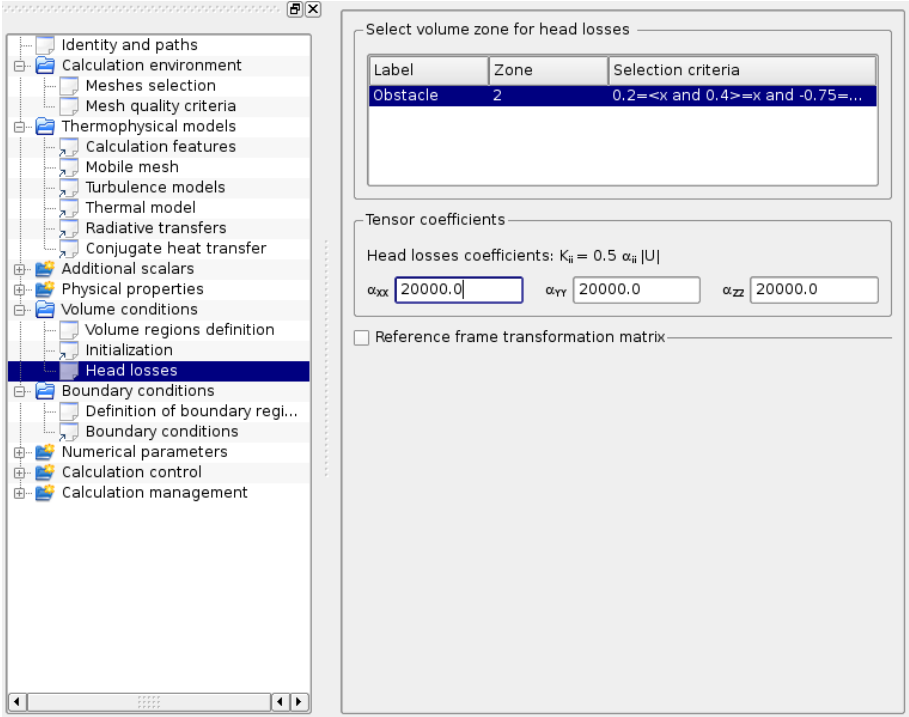 Identity and paths
Calculation environment
Meshes selection
Mesh quality criteria
Thermophysical models
Calculation features
Mobile mesh
Turbulence models
Thermal model
Radiative transfers
Conjugate heat transfer
Additional scalars
Physical properties
Volume conditions
Volume regions definition
Initialization
Head losses
Boundary conditions
Definition of boundary regi...
Boundary conditions
Numerical parameters
Calculation control
Calculation management
Select volume zone for head losses
Label Zone Selection criteria
Obstacle 2 0.2=<x and 0.4>=x and -0.75=...
Tensor coefficients
Head losses coefficients: Kii = 0.5 αii |U|
αXX 20000.0 αYY 20000.0 αZZ 20000.0
Reference frame transformation matrix